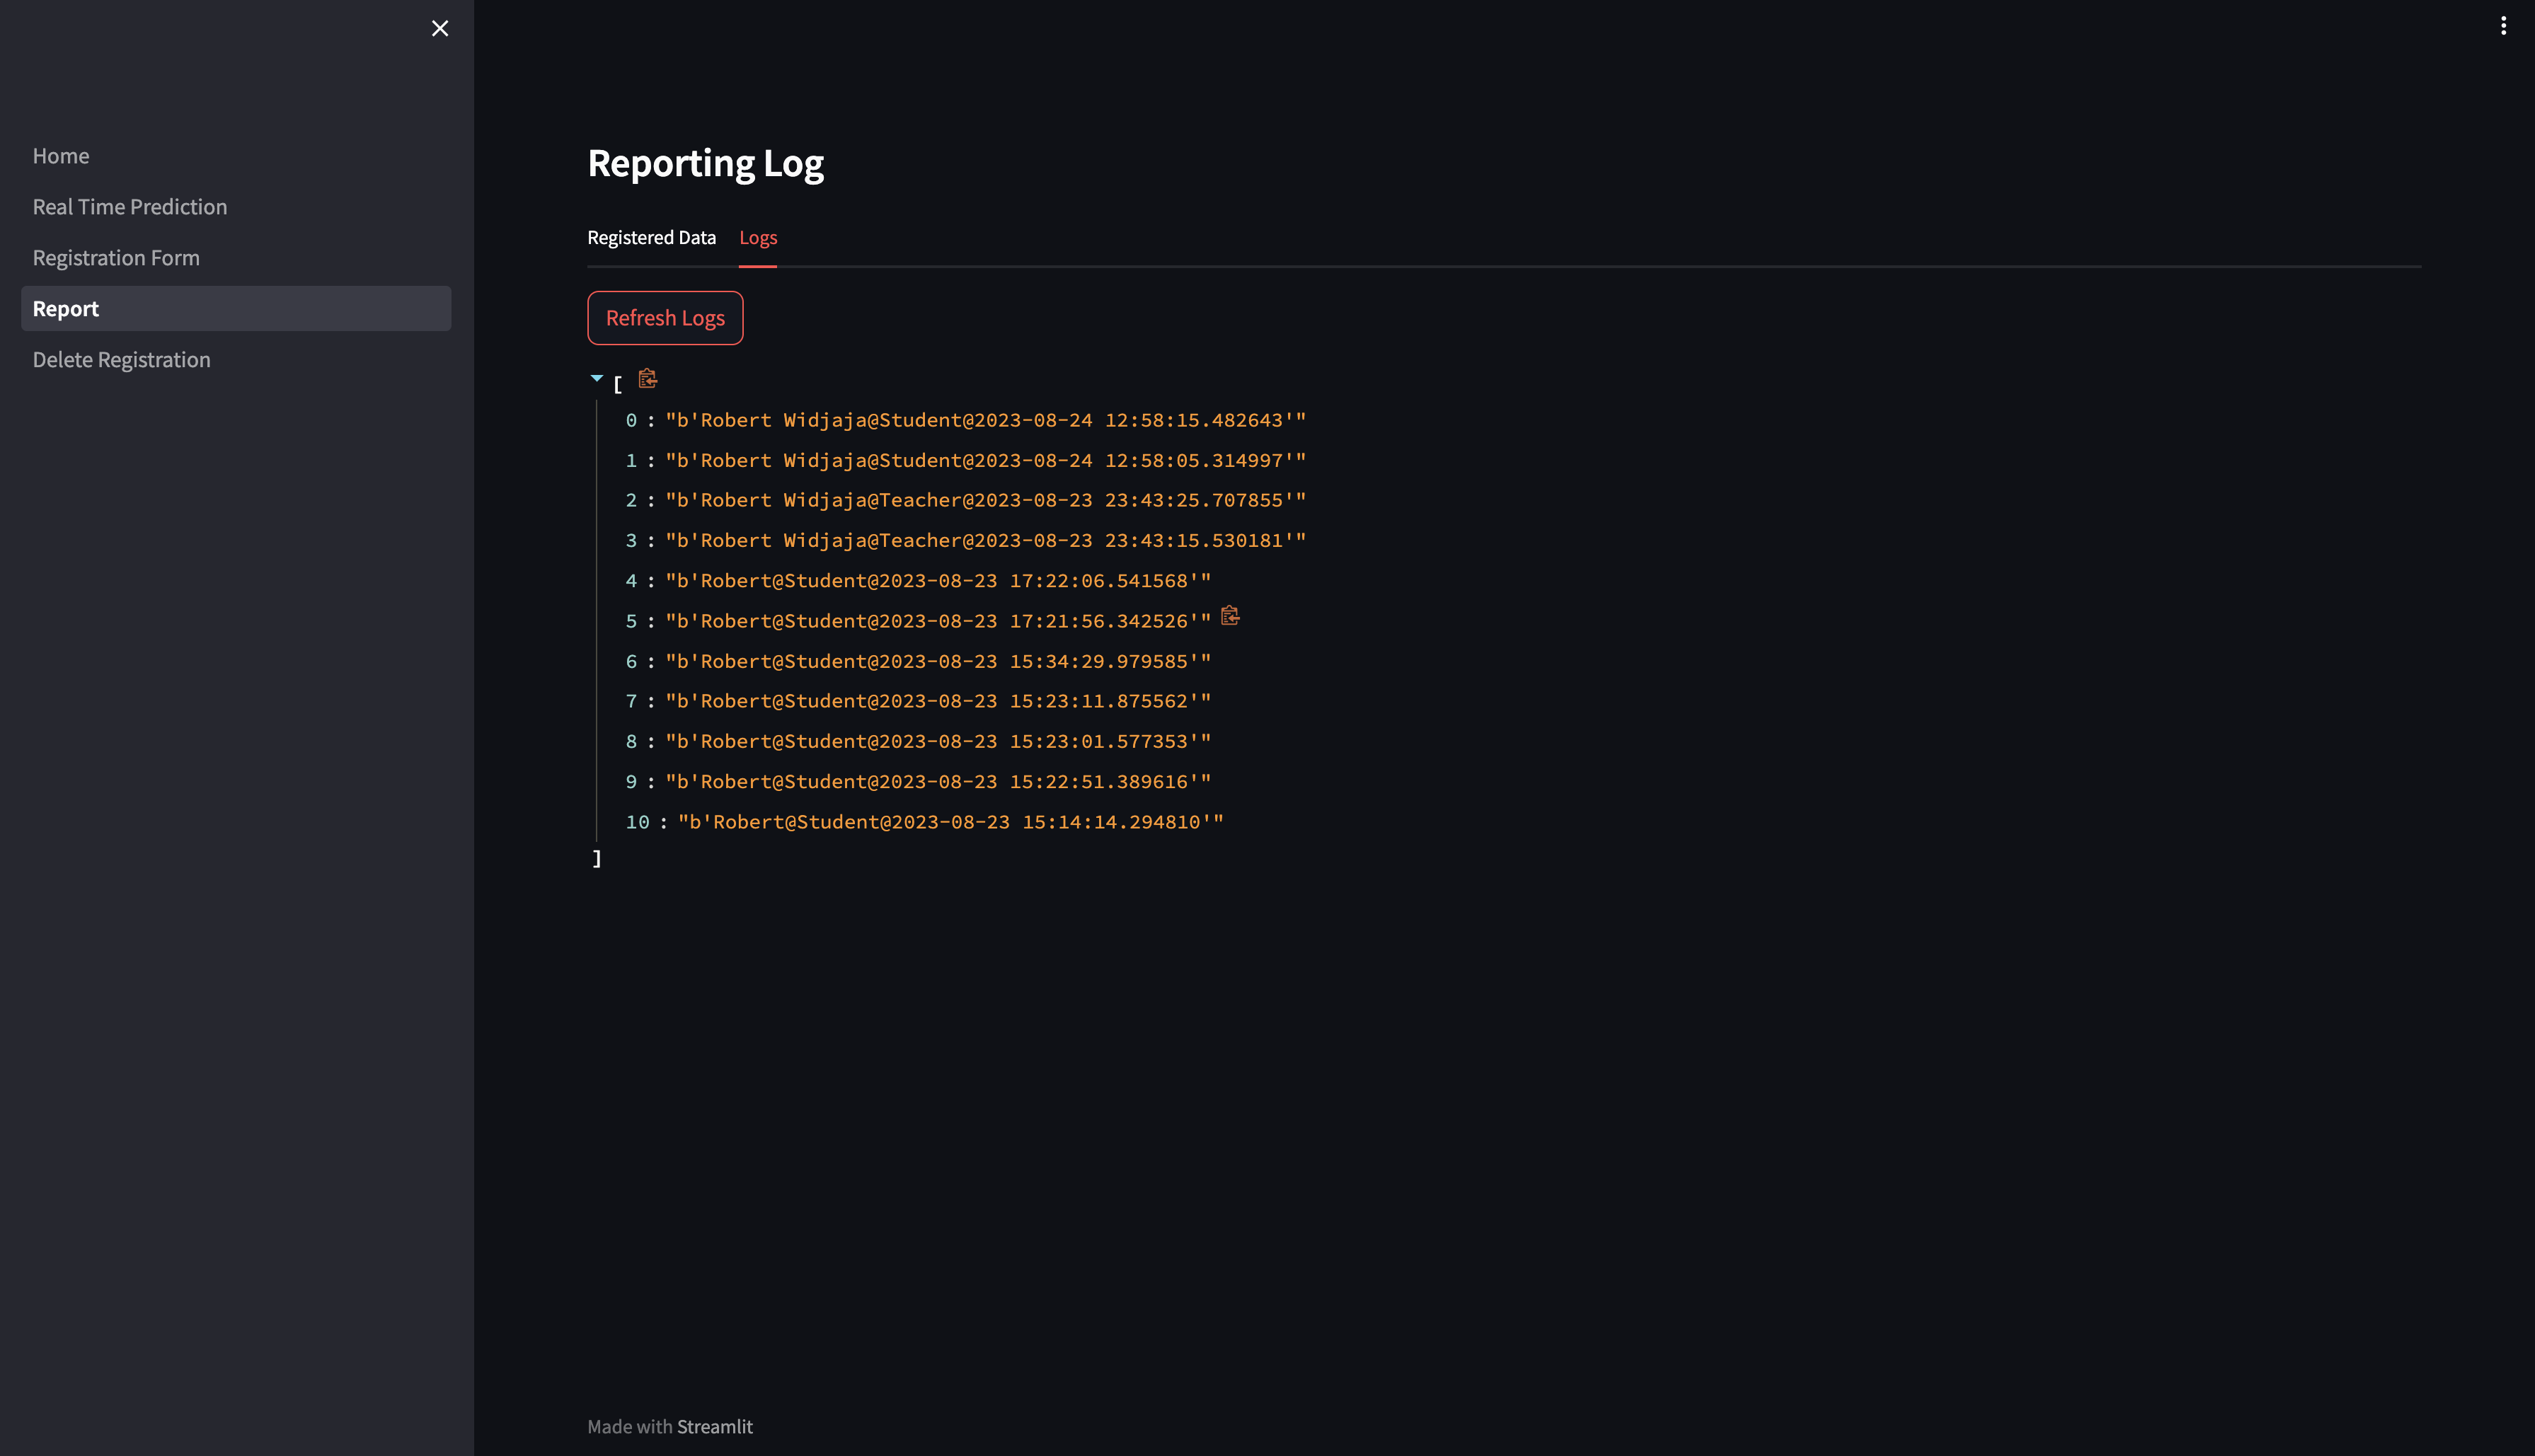 Home
Real Time Prediction
Registration Form
Report
Delete Registration
Reporting Log
Registered Data Logs
Refresh Logs
[
0 : "b'Robert Widjaja@Student@2023-08-24 12:58:15.482643'"
1 : "b'Robert Widjaja@Student@2023-08-24 12:58:05.314997'"
2 : "b'Robert Widjaja@Teacher@2023-08-23 23:43:25.707855'"
3 : "b'Robert Widjaja@Teacher@2023-08-23 23:43:15.530181'"
4 : "b'Robert@Student@2023-08-23 17:22:06.541568'"
5 : "b'Robert@Student@2023-08-23 17:21:56.342526'"
6 : "b'Robert@Student@2023-08-23 15:34:29.979585'"
7 : "b'Robert@Student@2023-08-23 15:23:11.875562'"
8 : "b'Robert@Student@2023-08-23 15:23:01.577353'"
9 : "b'Robert@Student@2023-08-23 15:22:51.389616'"
10 : "b'Robert@Student@2023-08-23 15:14:14.294810'"
]
Made with Streamlit